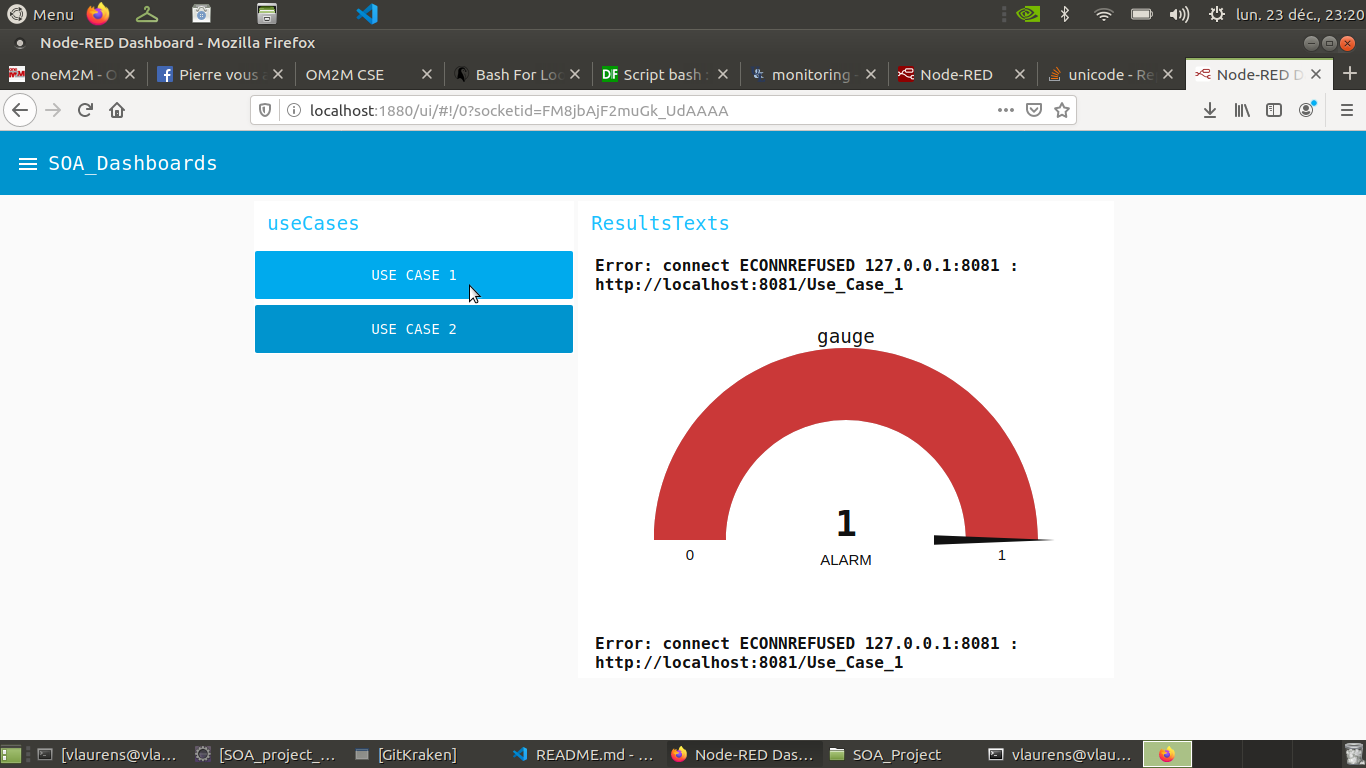 Menu
lun. 23 déc., 23:20
Node-RED Dashboard - Mozilla Firefox
oneM2M - O
Pierre vous a
OM2M CSE
Bash For Loo
Script bash :
monitoring -
Node-RED
unicode - Re
Node-RED D
localhost:1880/ui/#!/0?socketid=FM8jbAjF2muGk_UdAAAA
SOA_Dashboards
useCases
USE CASE 1
USE CASE 2
ResultsTexts
Error: connect ECONNREFUSED 127.0.0.1:8081 :
http://localhost:8081/Use_Case_1
gauge
1
ALARM
0
1
Error: connect ECONNREFUSED 127.0.0.1:8081 :
http://localhost:8081/Use_Case_1
[vlaurens@vla...
[SOA_project_...
[GitKraken]
README.md - ...
Node-RED Das...
SOA_Project
vlaurens@vlau...